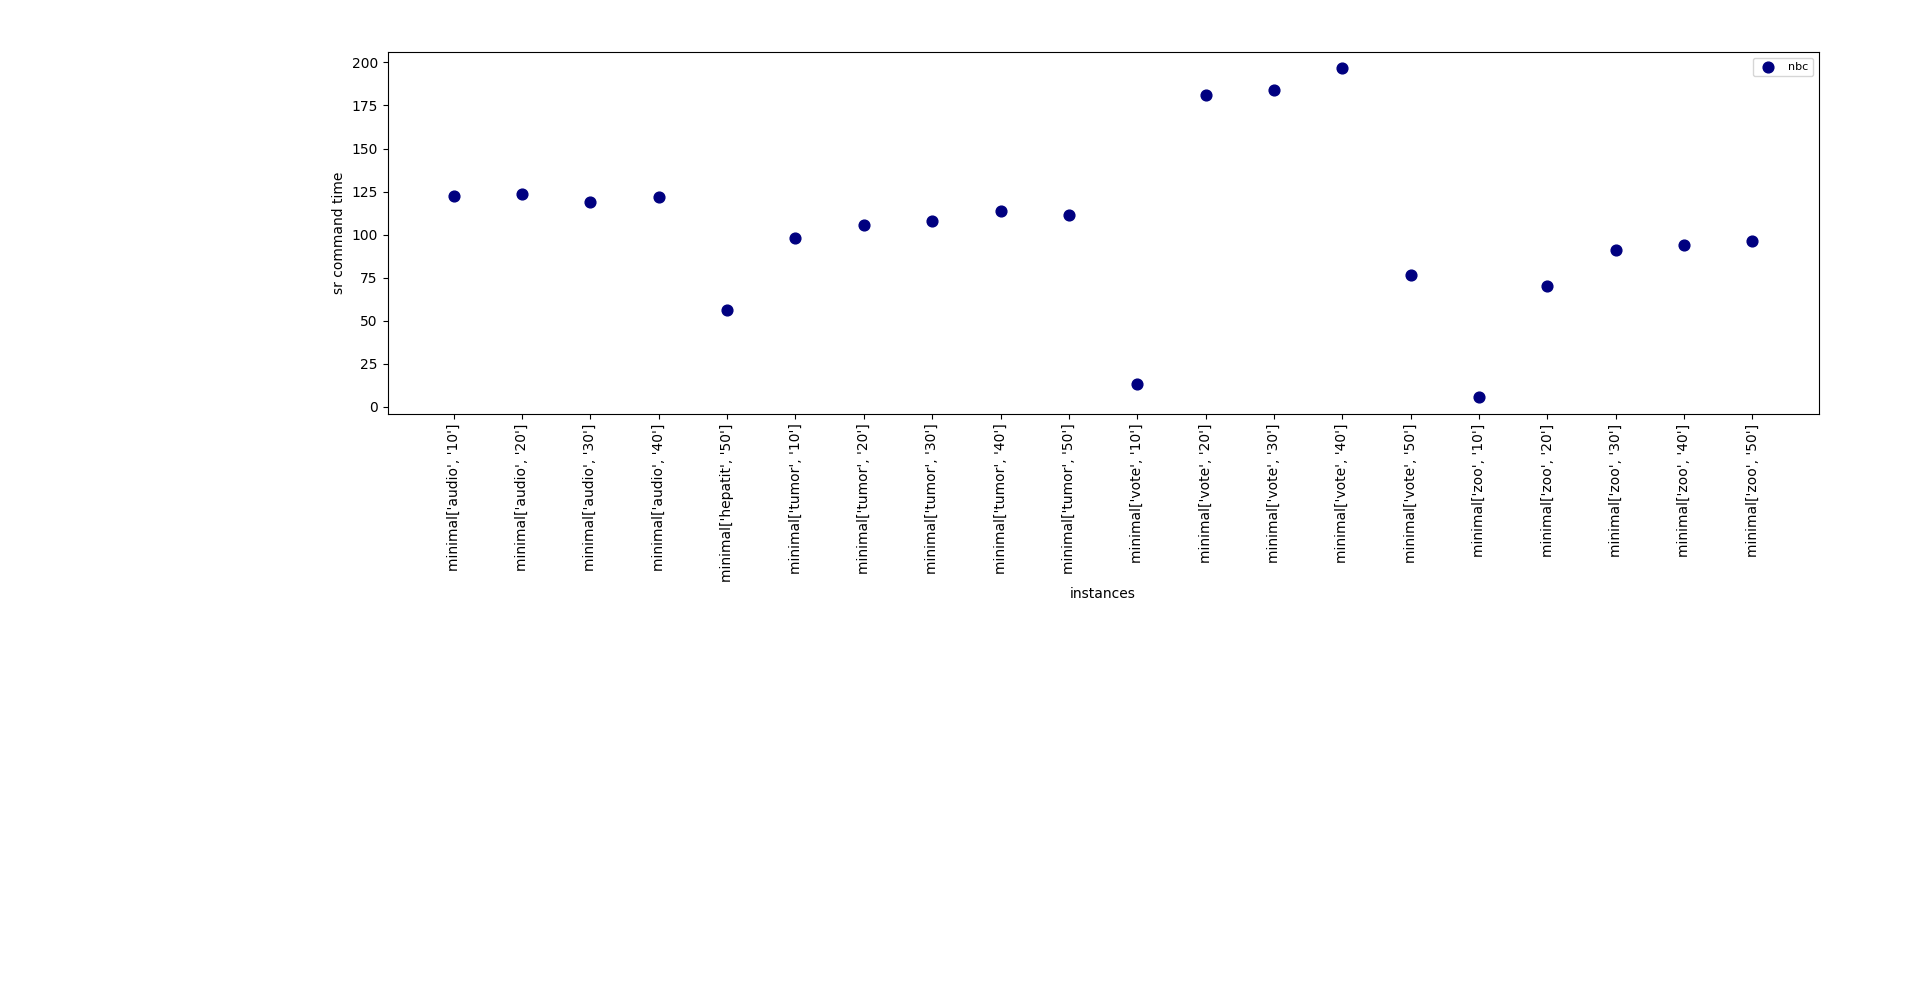 200
175
150
125
100
75
50
25
0
sr command time
nbc
minimal['audio', '10']
minimal['audio', '20']
minimal['audio', '30']
minimal['audio', '40']
minimal['hepatit', '50']
minimal['tumor', '10']
minimal['tumor', '20']
minimal['tumor', '30']
minimal['tumor', '40']
minimal['tumor', '50']
minimal['vote', '10']
minimal['vote', '20']
minimal['vote', '30']
minimal['vote', '40']
minimal['vote', '50']
minimal['zoo', '10']
minimal['zoo', '20']
minimal['zoo', '30']
minimal['zoo', '40']
minimal['zoo', '50']
instances